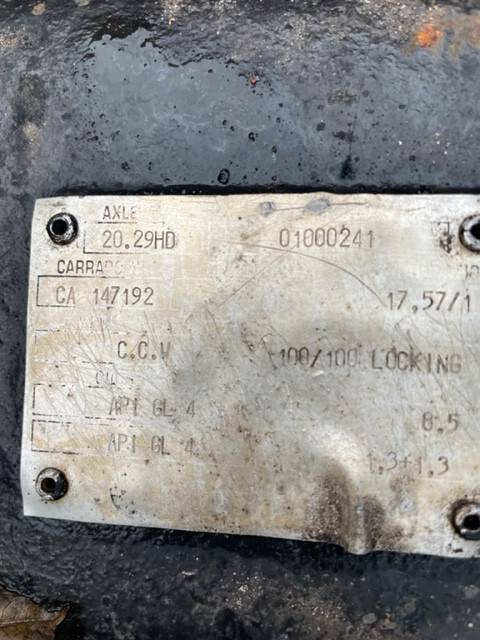 AXLE
20.29HD 01000241
CARRARO
CA 147192 17,57/1
C.C.W 100/100 LOCKING
API GL 4 8.5
API GL 4 1.3+1.3